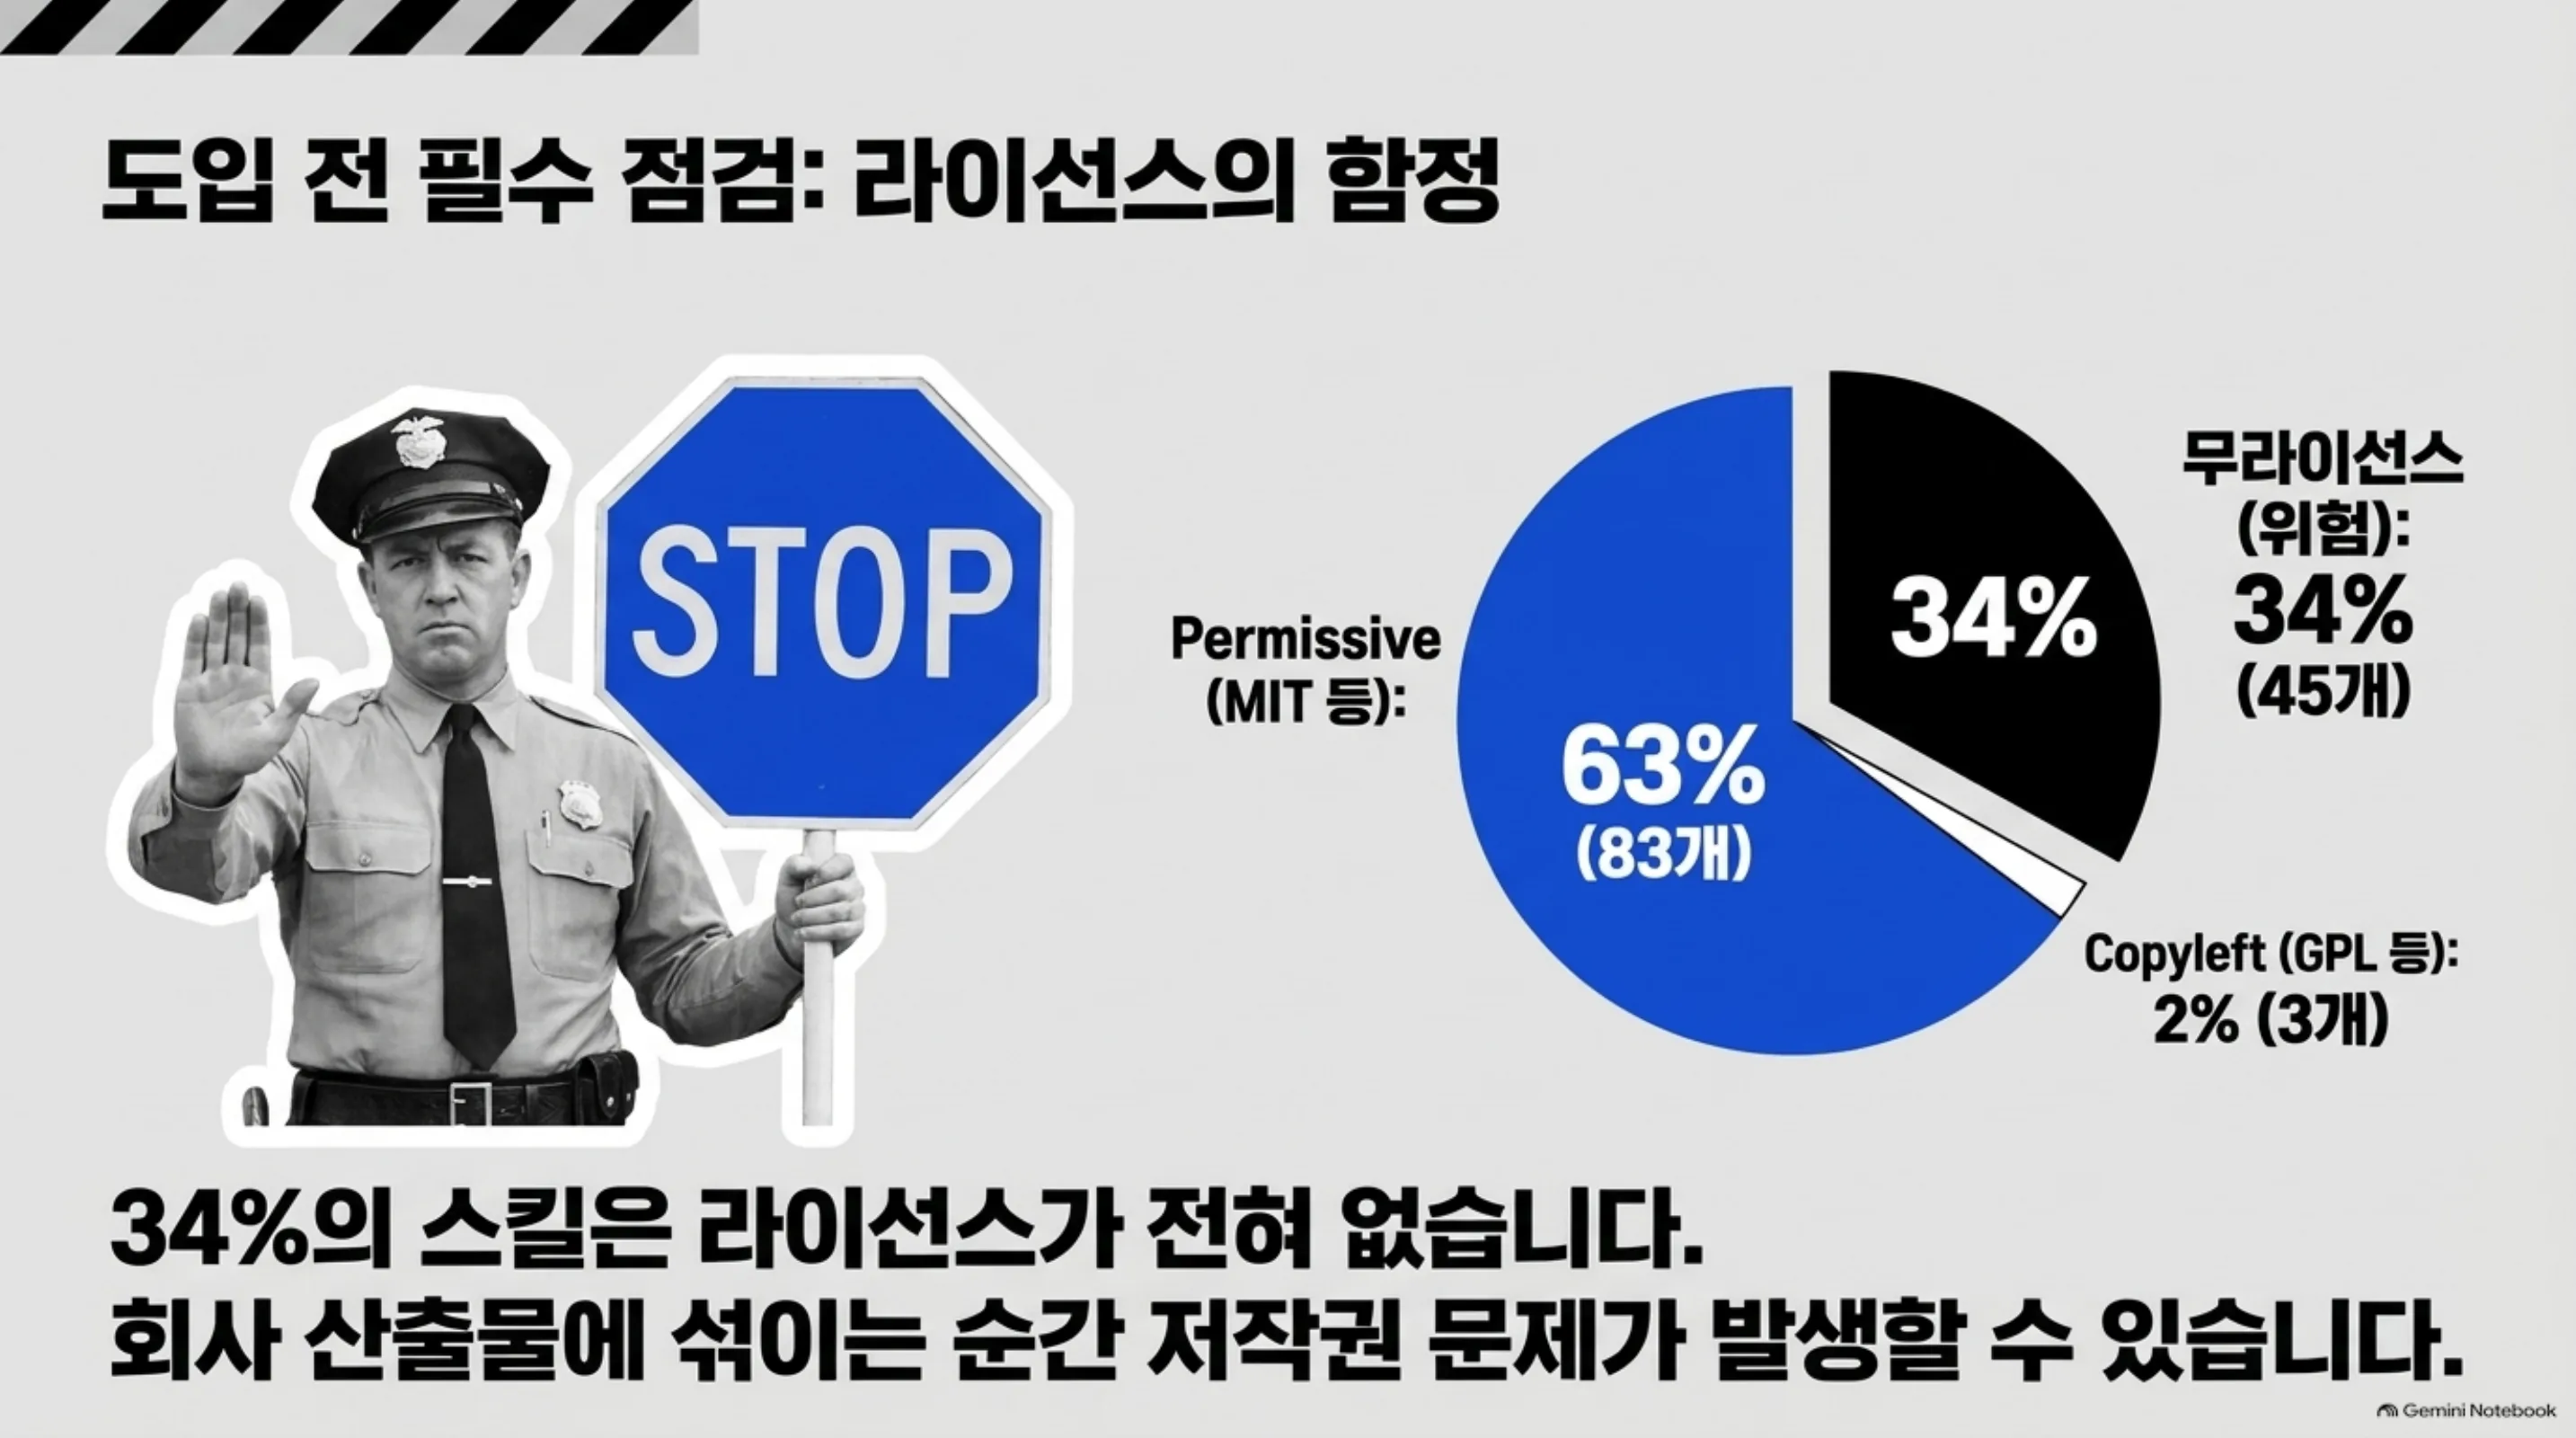 도입 전 필수 점검: 라이선스의 함정
STOP
Permissive
(MIT 등):
63%
(83개)
34%
무라이선스
(위험):
34%
(45개)
Copyleft (GPL 등):
2% (3개)
34%의 스킬은 라이선스가 전혀 없습니다.
회사 산출물에 섞이는 순간 저작권 문제가 발생할 수 있습니다.
Gemini Notebook